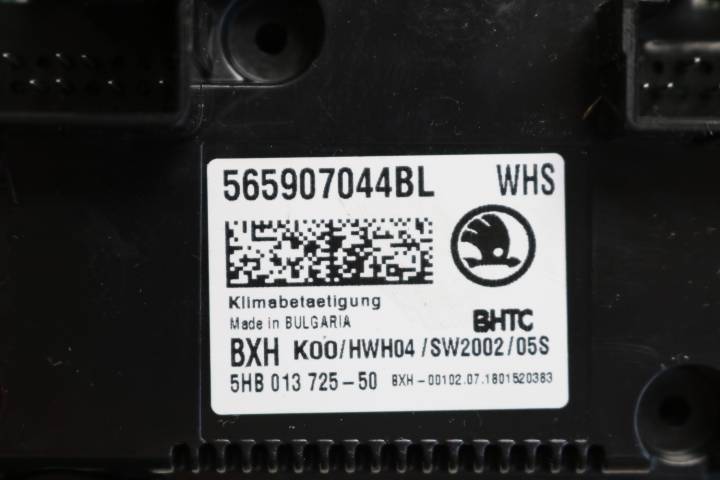 565907044BL WHS
Klimabetaetigung
Made in BULGARIA BHTC
BXH K00/HWH04/SW2002/05S
5HB 013 725-50 BXH-00102.07.1801520383